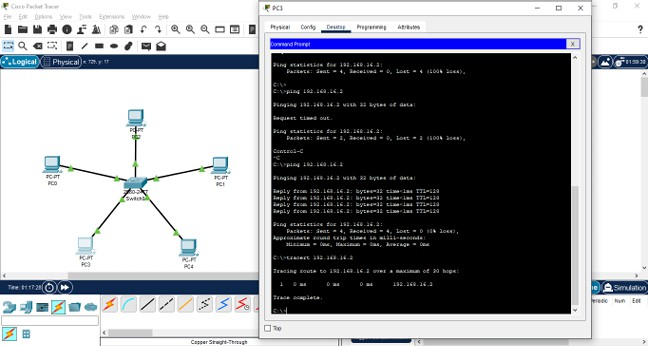 Cisco Packet Tracer
File Edit Options View Tools Extensions Window Help
Logical
Physical
x: 729, y: 17
PC-PT
PC0
PC-PT
PC-PT
PC1
2960-24TT
Switch1
PC-PT
PC3
PC-PT
PC4
Time: 01:17:28
Copper Straight-Through
PC3
Physical Config Desktop Programming Attributes
Command Prompt
X
Ping statistics for 192.168.16.2:
Packets: Sent = 4, Received = 0, Lost = 4 (100% loss),
C:\>
C:\>ping 192.168.16.2
Pinging 192.168.16.2 with 32 bytes of data:
Request timed out.
Ping statistics for 192.168.16.2:
Packets: Sent = 2, Received = 0, Lost = 2 (100% loss),
Control-C
^C
C:\>ping 192.168.16.2
Pinging 192.168.16.2 with 32 bytes of data:
Reply from 192.168.16.2: bytes=32 time<1ms TTL=128
Reply from 192.168.16.2: bytes=32 time<1ms TTL=128
Reply from 192.168.16.2: bytes=32 time<1ms TTL=128
Reply from 192.168.16.2: bytes=32 time<1ms TTL=128
Ping statistics for 192.168.16.2:
Packets: Sent = 4, Received = 4, Lost = 0 (0% loss),
Approximate round trip times in milli-seconds:
Minimum = 0ms, Maximum = 0ms, Average = 0ms
C:\>tracert 192.168.16.2
Tracing route to 192.168.16.2 over a maximum of 30 hops:
1 0 ms 0 ms 0 ms 192.168.16.2
Trace complete.
C:\>
Top
01:59:30
Simulation
Periodic Num Edit